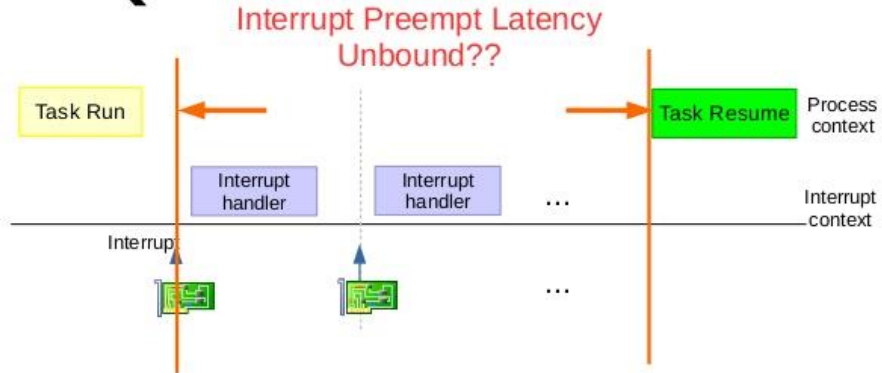 Interrupt Preempt Latency
Unbound??
Task Run
Task Resume
Process
context
Interrupt
handler
Interrupt
handler
...
Interrupt
context
Interrupt
...